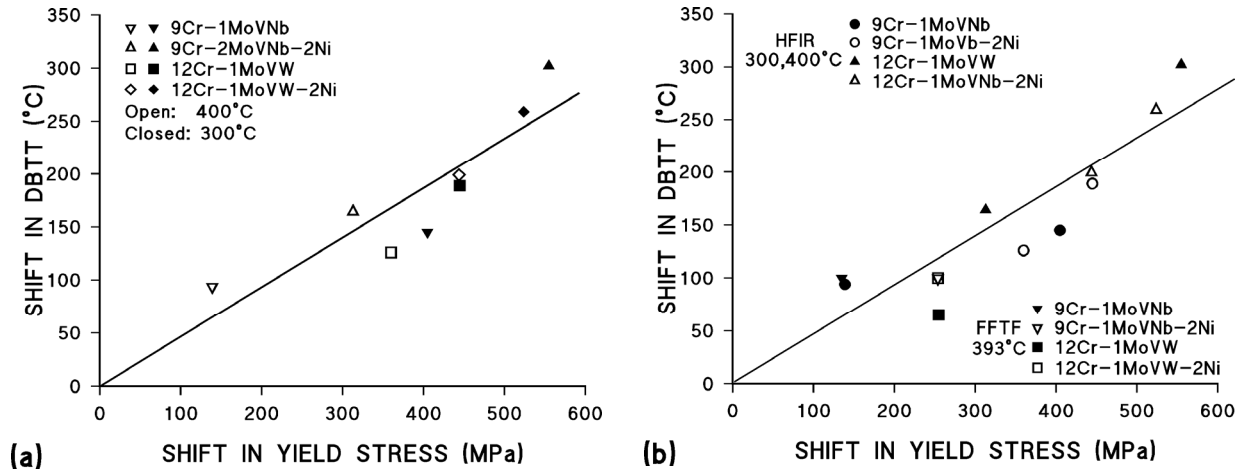 350
300
250
200
150
100
50
0
SHIFT IN DBTT (°C)
9Cr-1MoVNb
9Cr-2MoVNb-2Ni
12Cr-1MoVW
12Cr-1MoVW-2Ni
Open: 400°C
Closed: 300°C
0 100 200 300 400 500 600
(a) SHIFT IN YIELD STRESS (MPa)
350
300
250
200
150
100
50
0
SHIFT IN DBTT (°C)
HFIR
300,400°C
9Cr-1MoVNb
9Cr-1MoVb-2Ni
12Cr-1MoVW
12Cr-1MoVNb-2Ni
FFTF
393°C
9Cr-1MoVNb
9Cr-1MoVNb-2Ni
12Cr-1MoVW
12Cr-1MoVW-2Ni
0 100 200 300 400 500 600
(b) SHIFT IN YIELD STRESS (MPa)